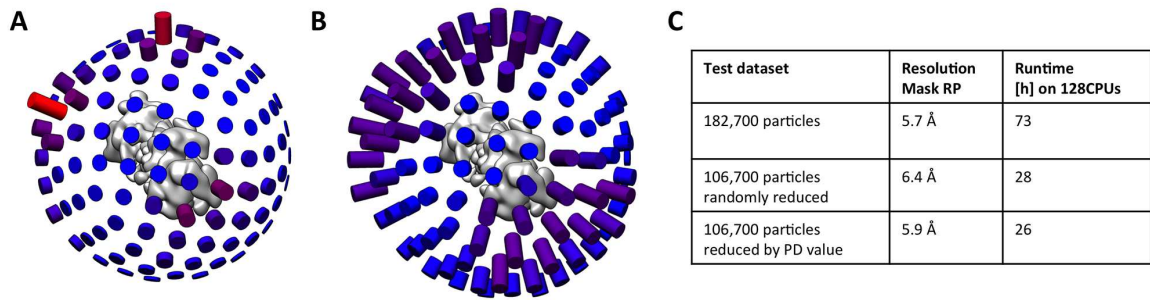 A
B
C
Test dataset
Resolution
Mask RP
Runtime
[h] on 128CPUs
182,700 particles
5.7 Å
73
106,700 particles
randomly reduced
6.4 Å
28
106,700 particles
reduced by PD value
5.9 Å
26